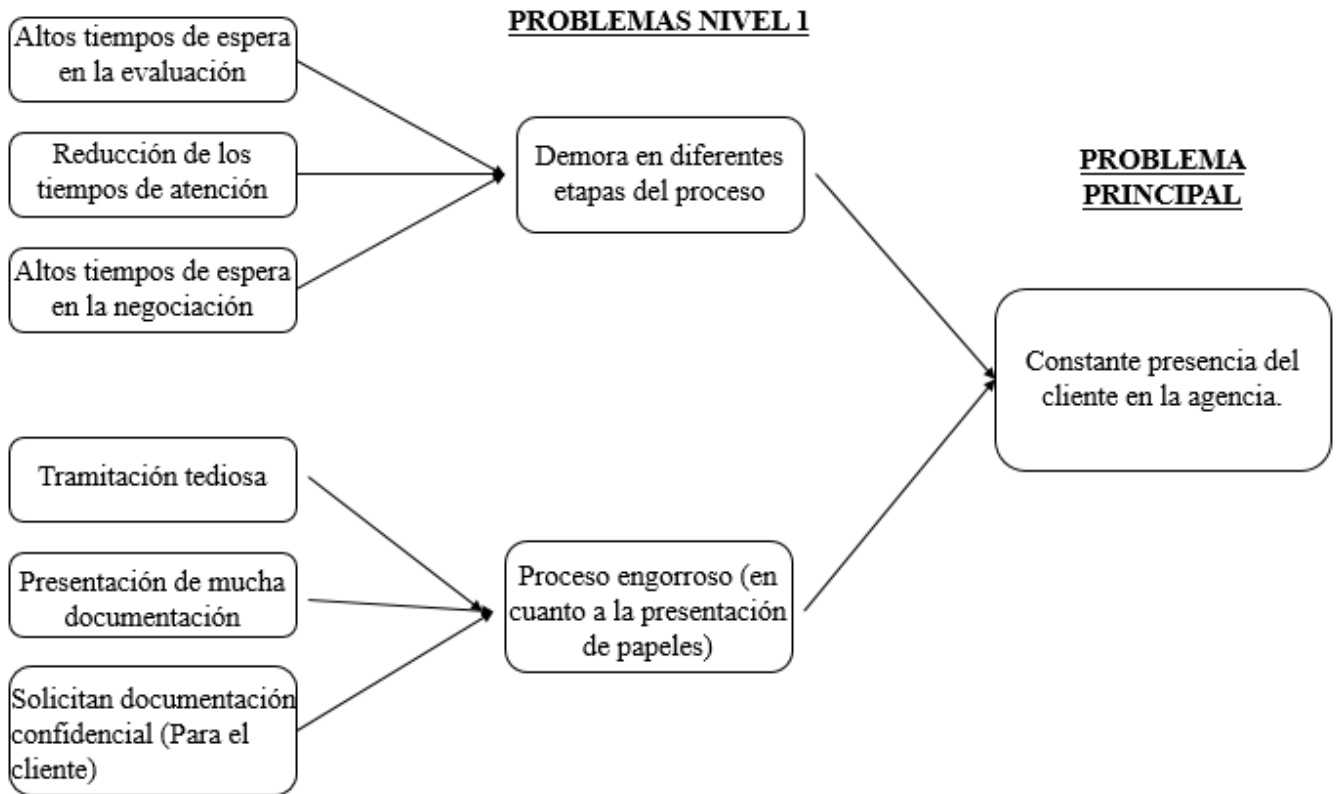 PROBLEMAS NIVEL 1
Altos tiempos de espera
en la evaluación
Reducción de los
tiempos de atención
Altos tiempos de espera
en la negociación
Demora en diferentes
etapas del proceso
PROBLEMA
PRINCIPAL
Constante presencia del
cliente en la agencia.
Tramitación tediosa
Presentación de mucha
documentación
Solicitan documentación
confidencial (Para el
cliente)
Proceso engorroso (en
cuanto a la presentación
de papeles)